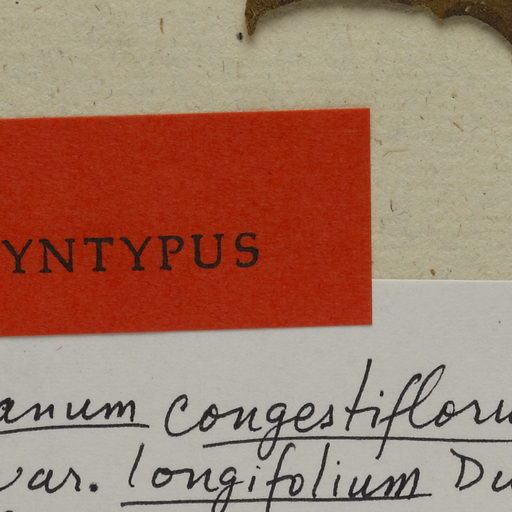 YNTYPUS
anum congestifloru
var. longifolium Du